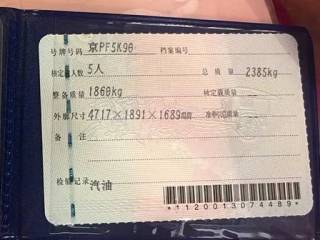 号牌号码 京PF5K90 档案编号
核定载人数 5人 总质量 2385kg
整备质量 1860kg 核定载质量
外廓尺寸 4717×1891×1689mm 准牵引总质量
备注
检验记录 汽油
*1120013074489*